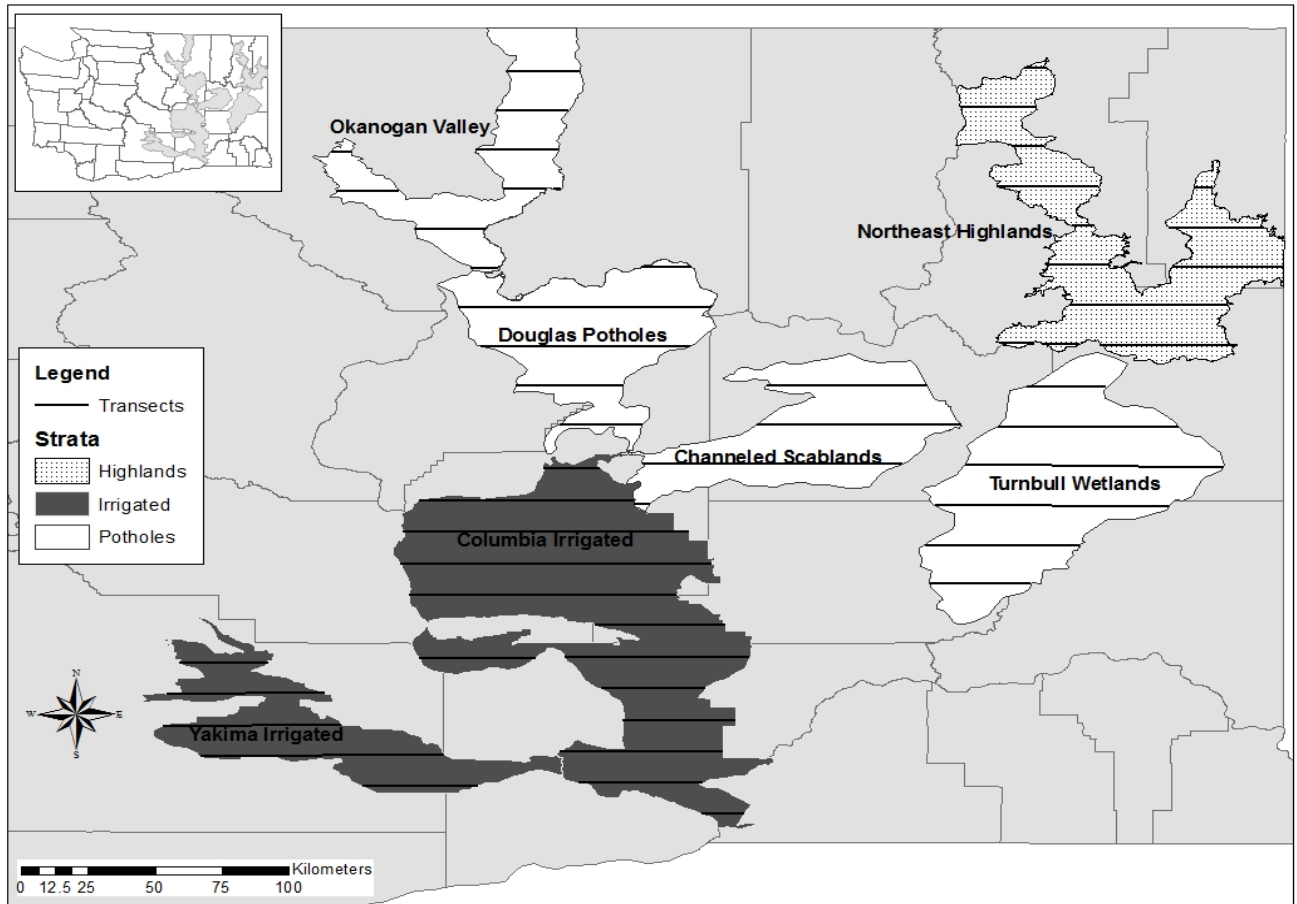 Okanogan Valley
Northeast Highlands
Douglas Potholes
Legend
Transects
Strata
Highlands
Irrigated
Potholes
Channeled Scablands
Turnbull Wetlands
Columbia Irrigated
N
W E
S
Yakima Irrigated
Kilometers
0 12.5 25 50 75 100